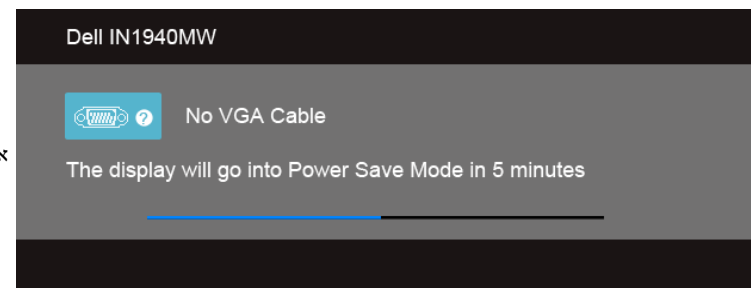 Dell IN1940MW
No VGA Cable
א
The display will go into Power Save Mode in 5 minutes